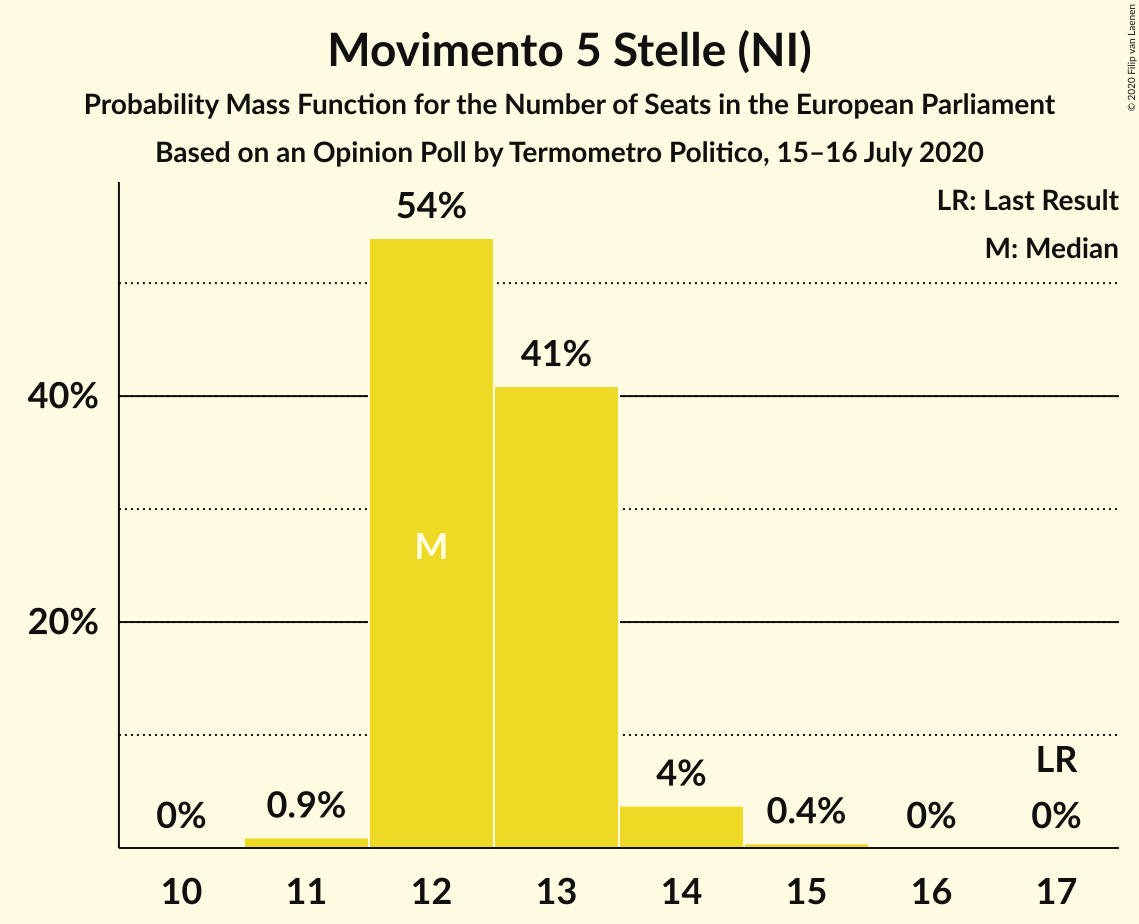 Movimento 5 Stelle (NI)
Probability Mass Function for the Number of Seats in the European Parliament
Based on an Opinion Poll by Termometro Politico, 15–16 July 2020
© 2020 Filip van Laenen
LR: Last Result
M: Median
54%
41%
40%
M
20%
LR
0%
0.9%
4%
0.4%
0%
0%
10 11 12 13 14 15 16 17